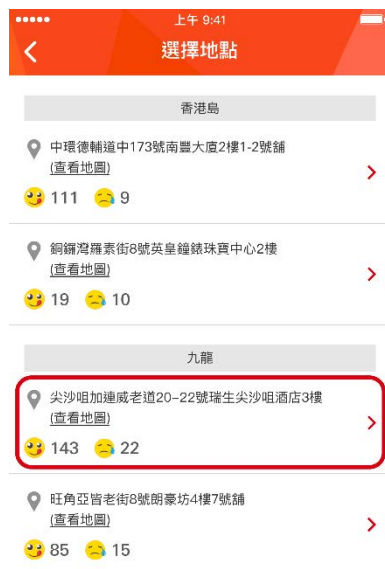 上午 9:41
選擇地點
香港島
中環德輔道中173號南豐大廈2樓1-2號舖
(查看地圖)
111 9
銅鑼灣羅素街8號英皇鐘錶珠寶中心2樓
(查看地圖)
19 10
九龍
尖沙咀加連威老道20-22號瑞生尖沙咀酒店3樓
(查看地圖)
143 22
旺角亞皆老街8號朗豪坊4樓7號舖
(查看地圖)
85 15